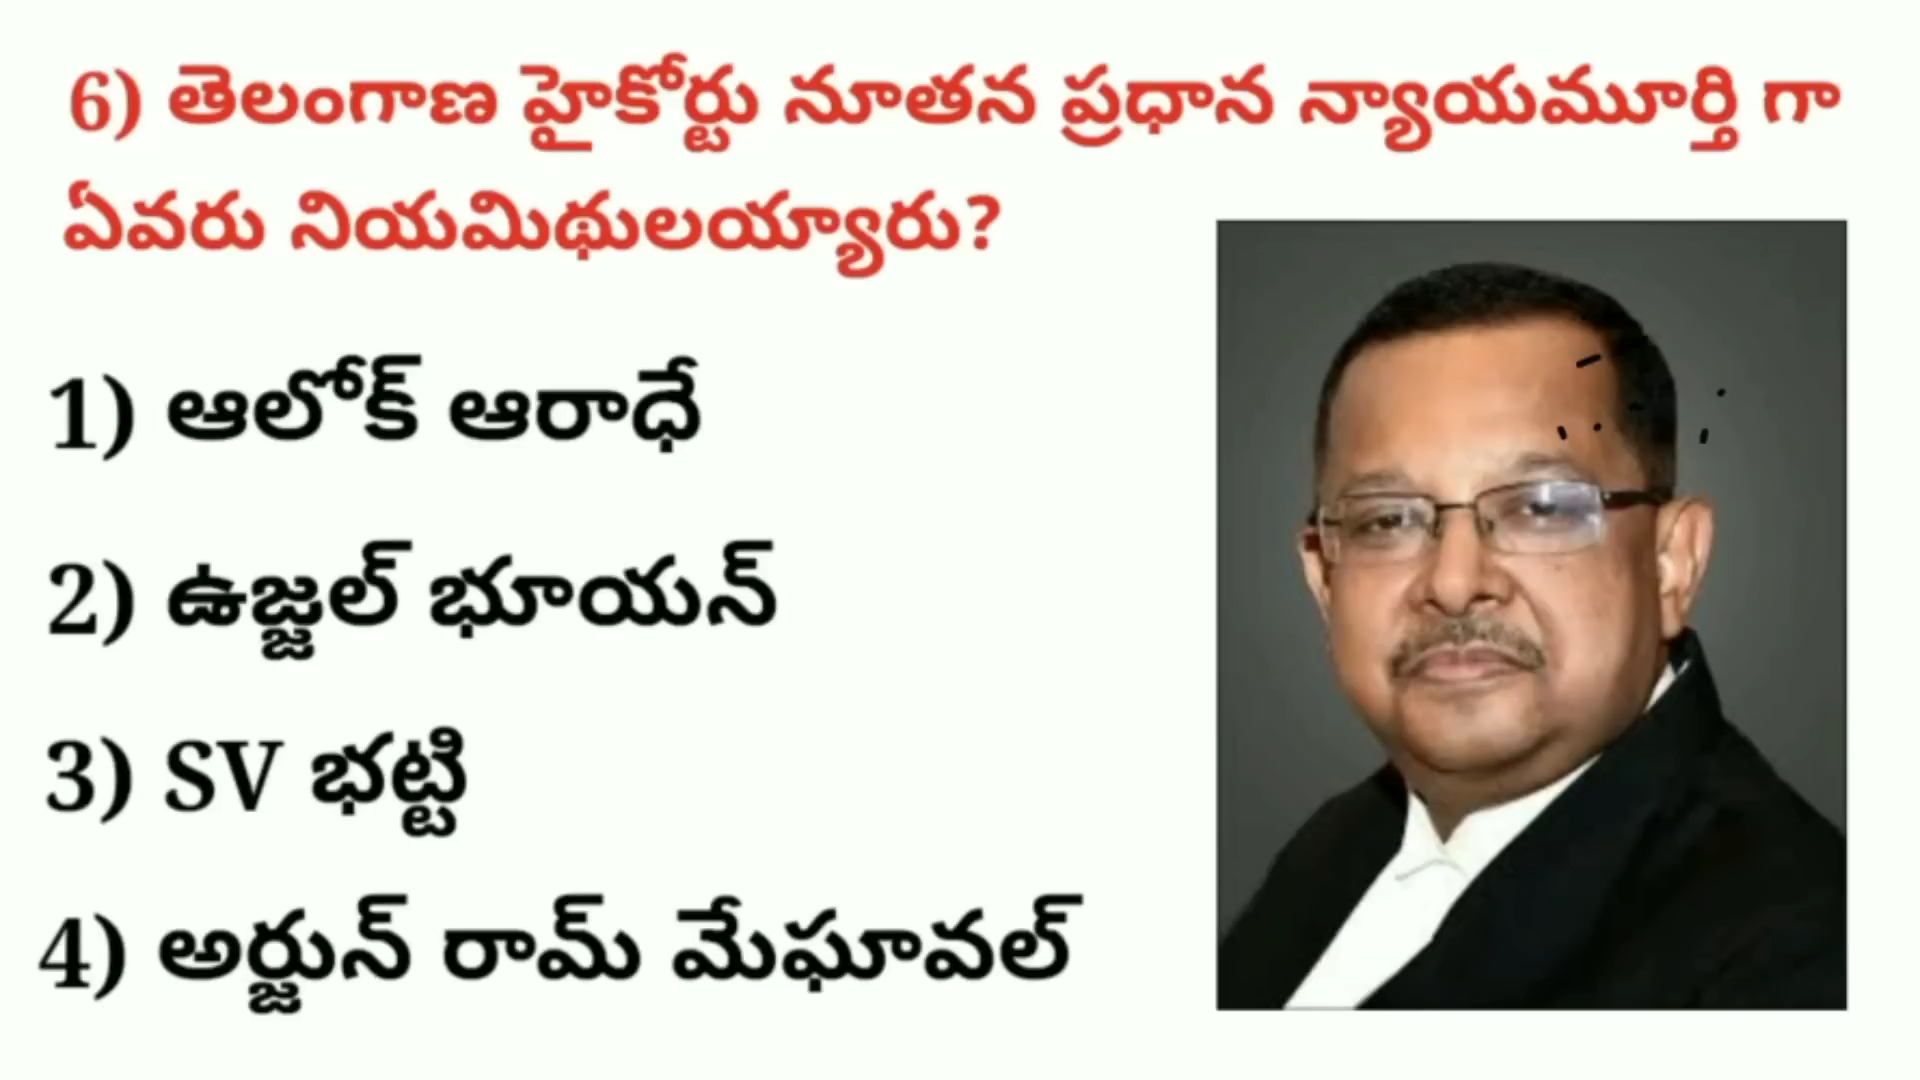 6) తెలంగాణ హైకోర్టు నూతన ప్రధాన న్యాయమూర్తి గా
ఏవరు నియమిథులయ్యారు?
1) ఆలోక్ ఆరాధే
2) ఉజ్జల్ భూయన్
3) SV భట్టి
4) అర్జున్ రామ్ మేఘావల్